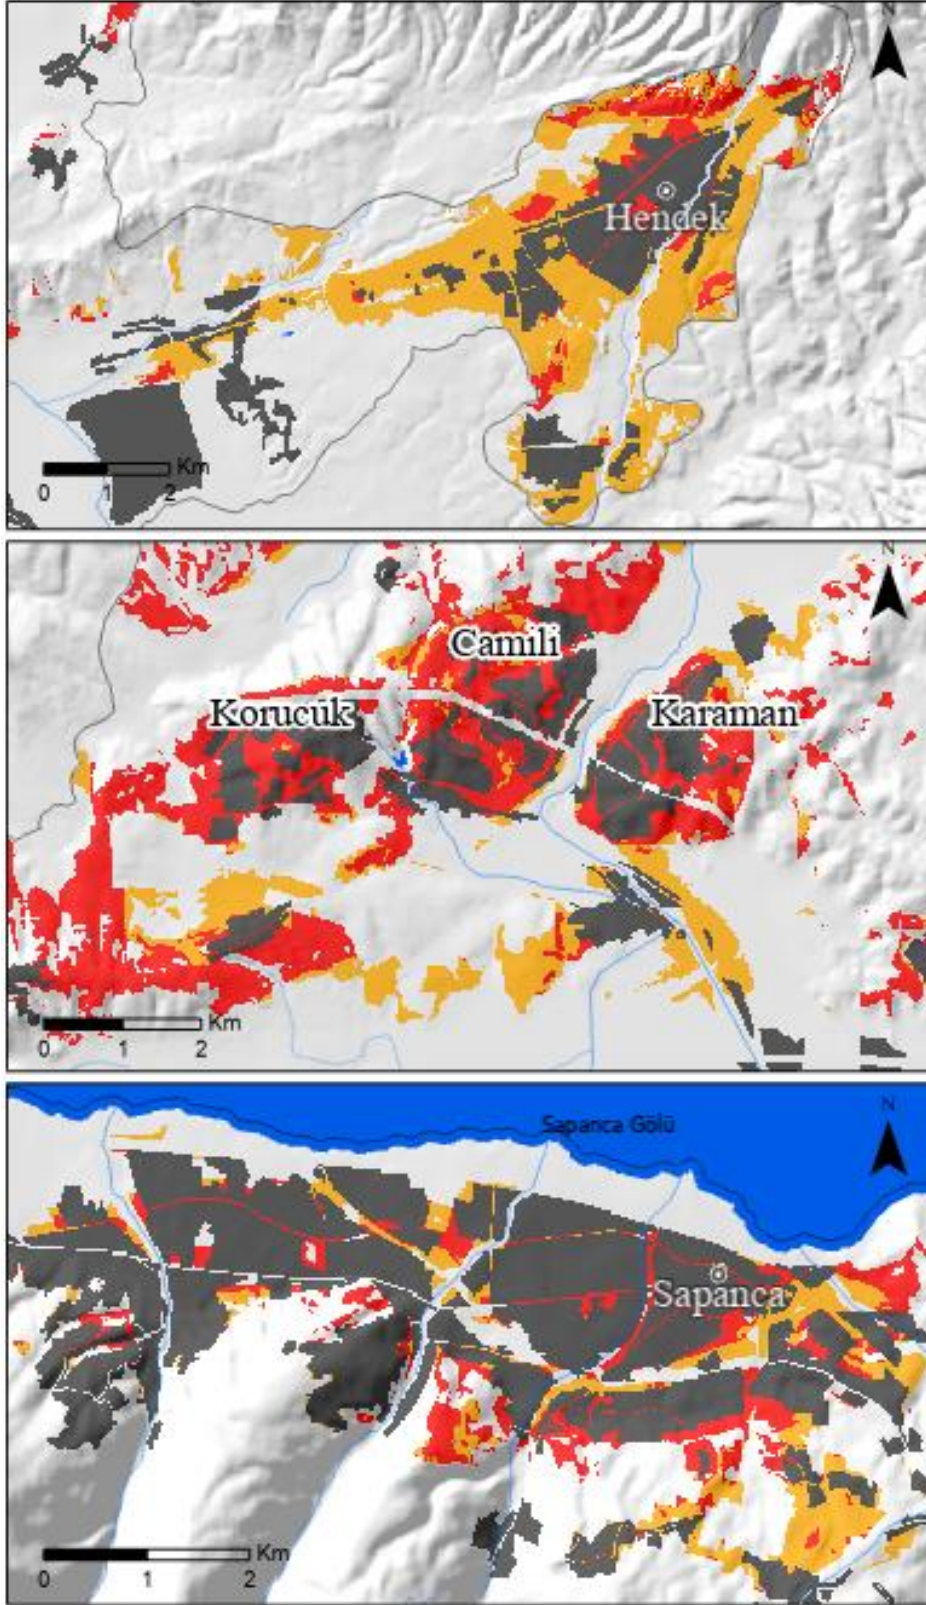 N
Hendek
Km
0 1 2
N
Camili
Korucuk
Karaman
Km
0 1 2
N
Sapanca Gölü
Sapanca
Km
0 1 2